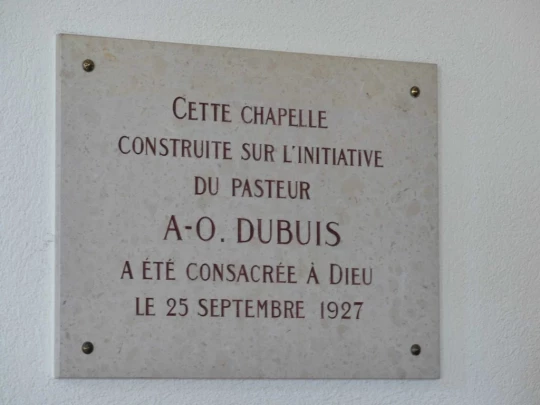 CETTE CHAPELLE
CONSTRUITE SUR L'INITIATIVE
DU PASTEUR
A-O. DUBUIS
A ÉTÉ CONSACRÉE À DIEU
LE 25 SEPTEMBRE 1927